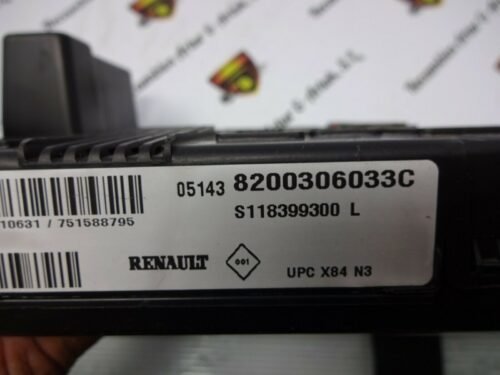 05143 8200306033C
S118399300 L
10631 / 751588795
RENAULT 001 UPC X84 N3